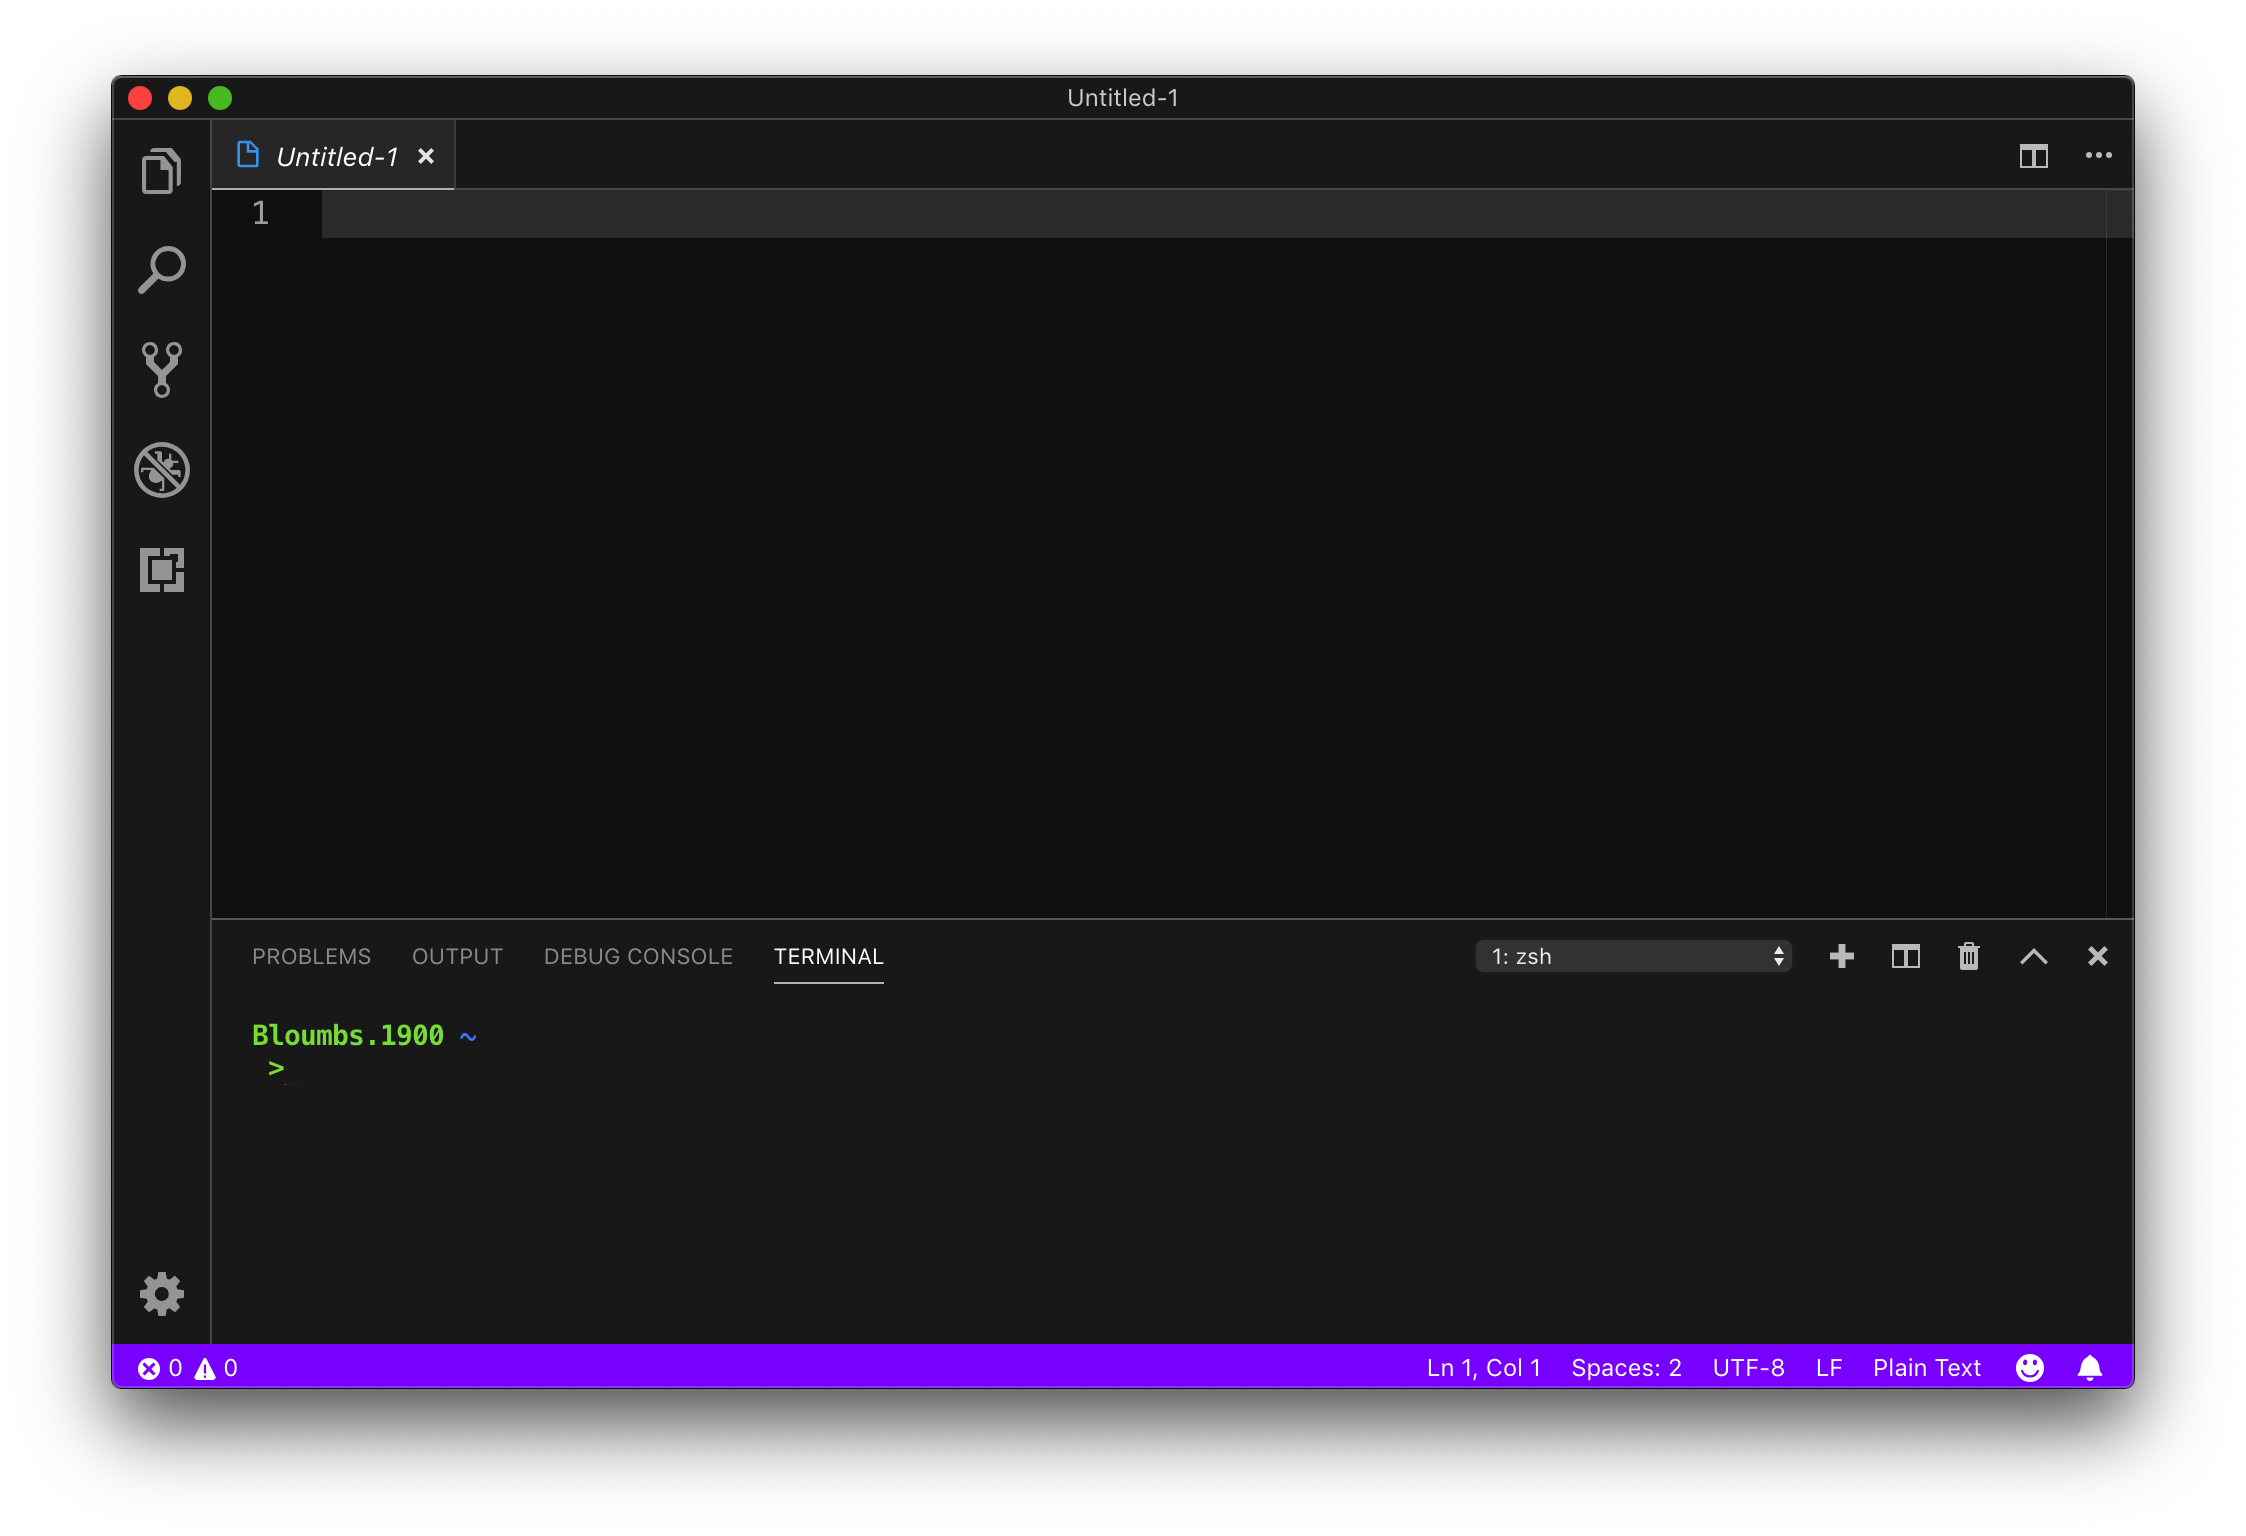 Untitled-1
Untitled-1
1
PROBLEMS OUTPUT DEBUG CONSOLE TERMINAL 1: zsh
Bloumbs.1900 ~
>
0 0 Ln 1, Col 1 Spaces: 2 UTF-8 LF Plain Text